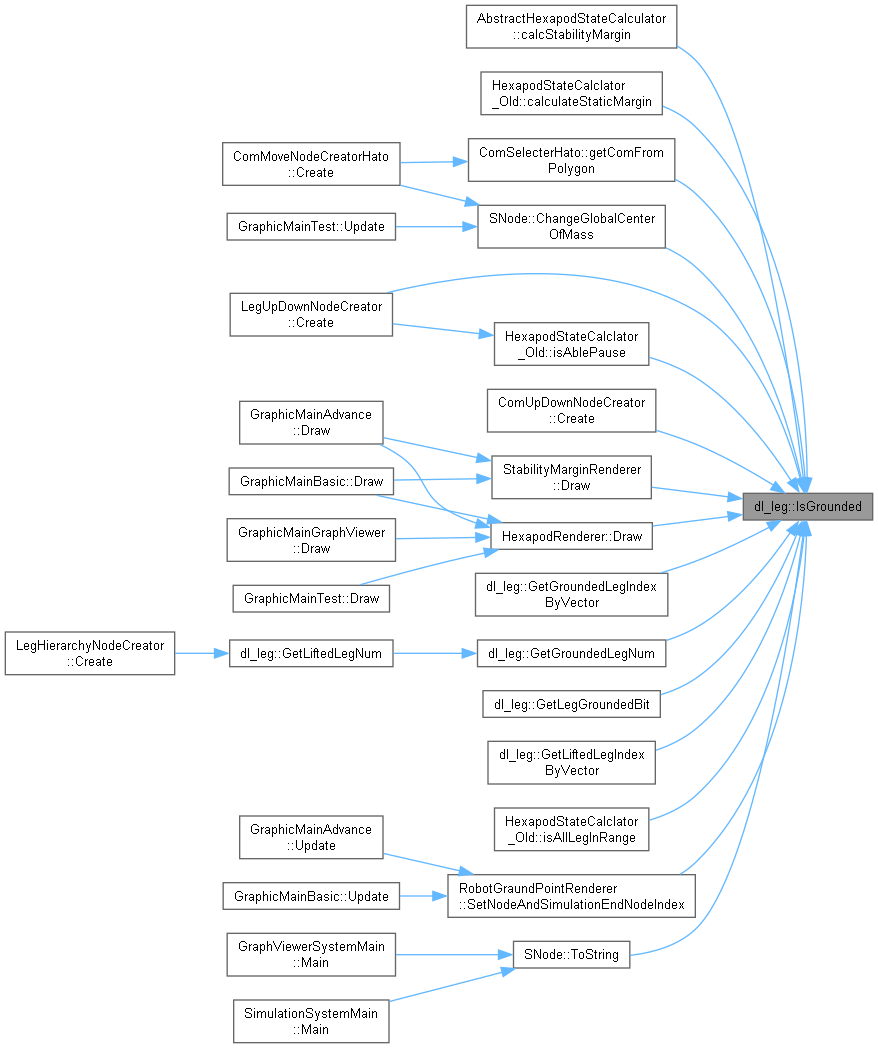 AbstractHexapodStateCalculator
::calcStabilityMargin
HexapodStateCalclator
_Old::calculateStaticMargin
ComMoveNodeCreatorHato
::Create
ComSelecterHato::getComFrom
Polygon
GraphicMainTest::Update
SNode::ChangeGlobalCenter
OfMass
LegUpDownNodeCreator
::Create
HexapodStateCalclator
_Old::isAblePause
ComUpDownNodeCreator
::Create
GraphicMainAdvance
::Draw
StabilityMarginRenderer
::Draw
GraphicMainBasic::Draw
dl_leg::IsGrounded
GraphicMainGraphViewer
::Draw
HexapodRenderer::Draw
GraphicMainTest::Draw
dl_leg::GetGroundedLegIndex
ByVector
LegHierarchyNodeCreator
::Create
dl_leg::GetLiftedLegNum
dl_leg::GetGroundedLegNum
dl_leg::GetLegGroundedBit
dl_leg::GetLiftedLegIndex
ByVector
HexapodStateCalclator
_Old::isAllLegInRange
GraphicMainAdvance
::Update
RobotGraundPointRenderer
::SetNodeAndSimulationEndNodeIndex
GraphicMainBasic::Update
GraphViewerSystemMain
::Main
SNode::ToString
SimulationSystemMain
::Main